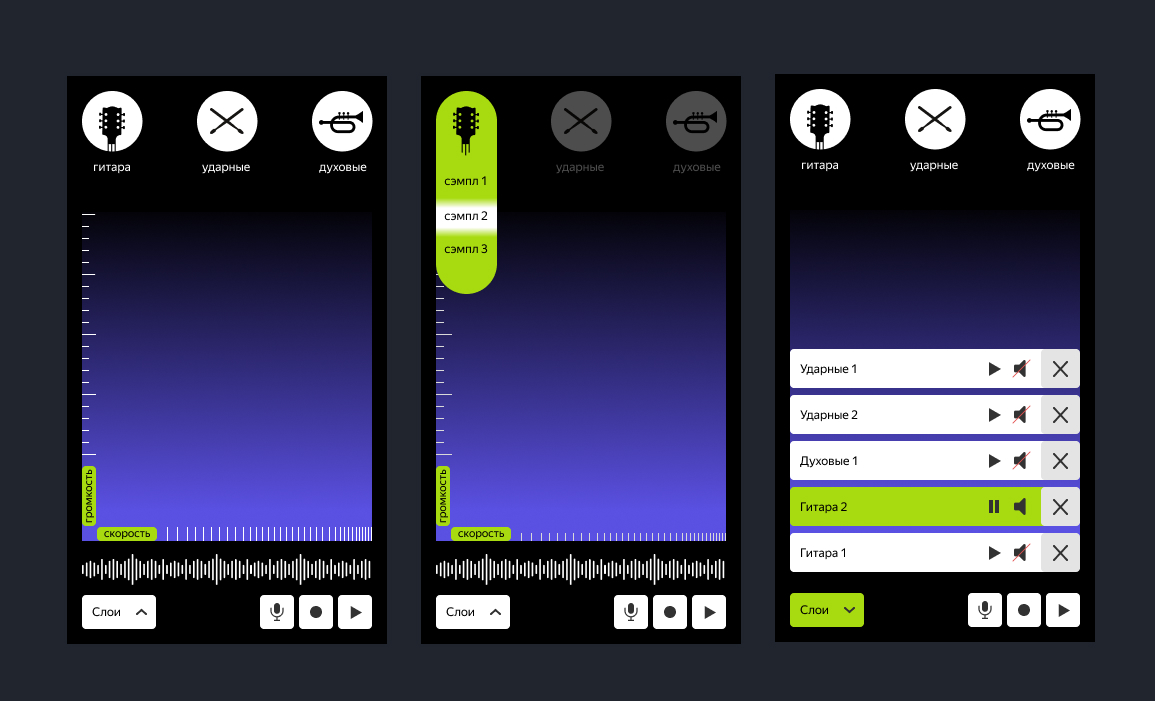 гитара
ударные
духовые
громкость
скорость
Слои
сэмпл 1
сэмпл 2
сэмпл 3
ударные
духовые
громкость
скорость
Слои
гитара
ударные
духовые
Ударные 1
Ударные 2
Духовые 1
Гитара 2
Гитара 1
Слои